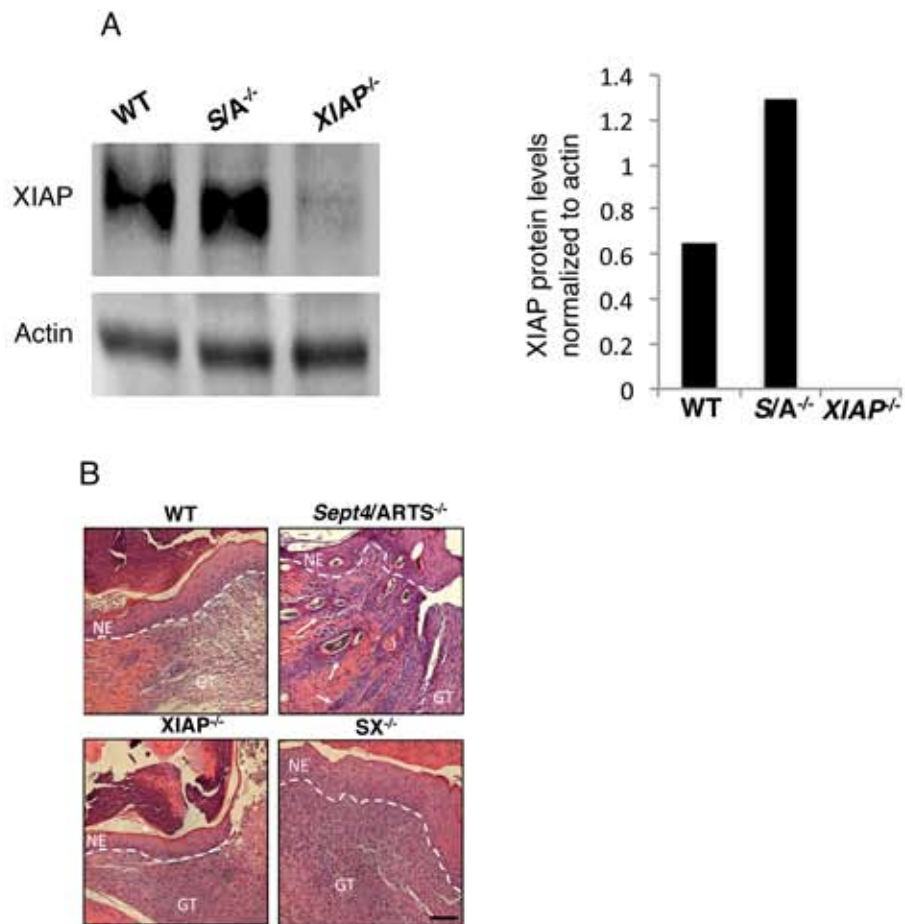 A
WT S/A-/- XIAP-/-
XIAP
Actin
XIAP protein levels
normalized to actin
1.4
1.2
1
0.8
0.6
0.4
0.2
0
WT S/A-/- XIAP-/-
B
WT
NE
GT
Sept4/ARTS-/-
NE
GT
XIAP-/-
NE
GT
SX-/-
NE
GT